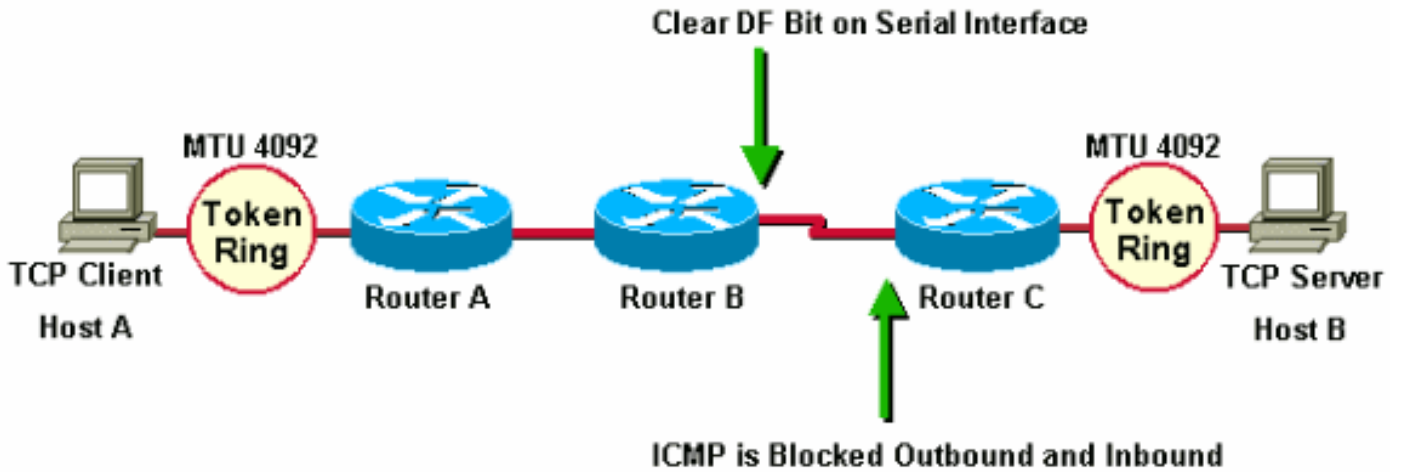 Clear DF Bit on Serial Interface
MTU 4092
MTU 4092
Token
Ring
Token
Ring
TCP Client
Host A
Router A
Router B
Router C
TCP Server
Host B
ICMP is Blocked Outbound and Inbound